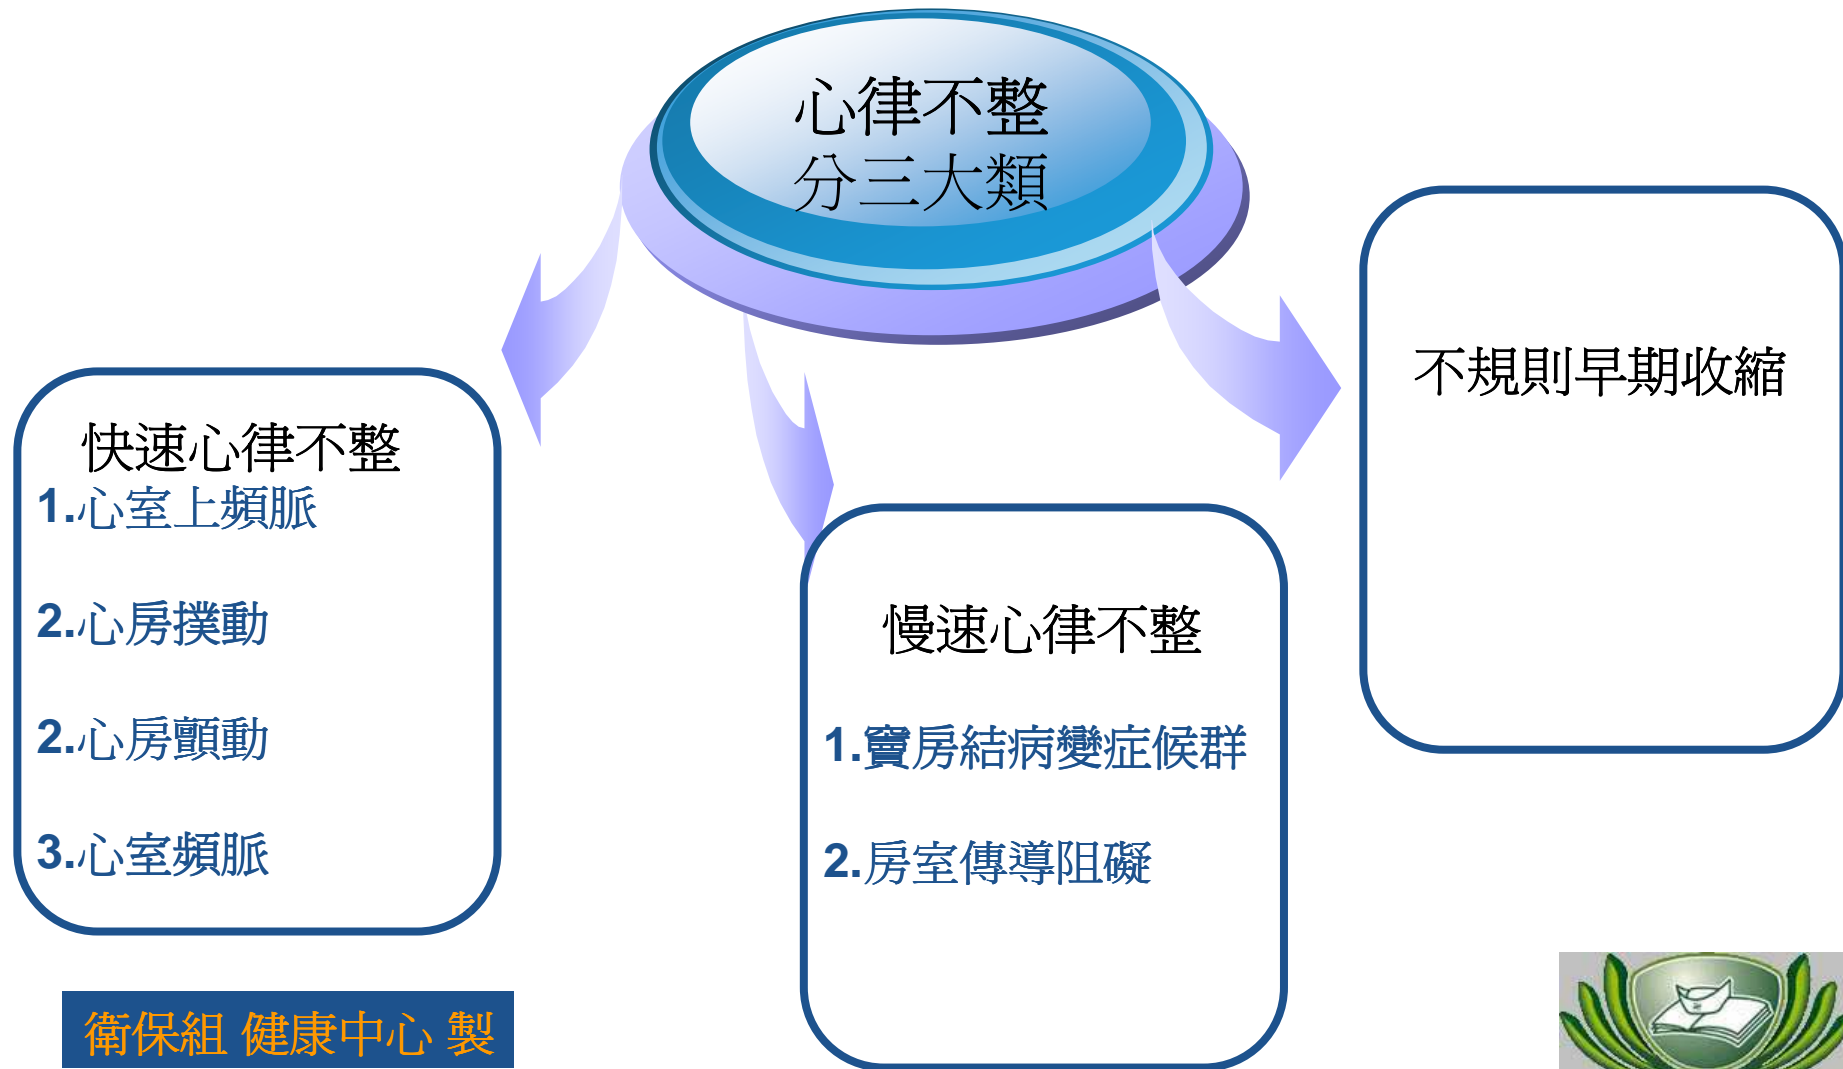 心律不整
分三大類
快速心律不整
1.心室上頻脈
2.心房撲動
2.心房顫動
3.心室頻脈
慢速心律不整
1.竇房結病變症候群
2.房室傳導阻礙
不規則早期收縮
衛保組 健康中心 製